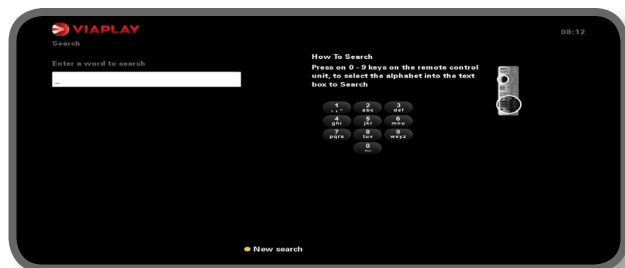 VIAPLAY
08:12
Search
Enter a word to search
_
How To Search
Press on 0 - 9 keys on the remote control
unit, to select the alphabet into the text
box to Search
1 2 3
. , - abc def
4 5 6
ghi jkl mno
7 8 9
pqrs tuv wxyz
0
New search